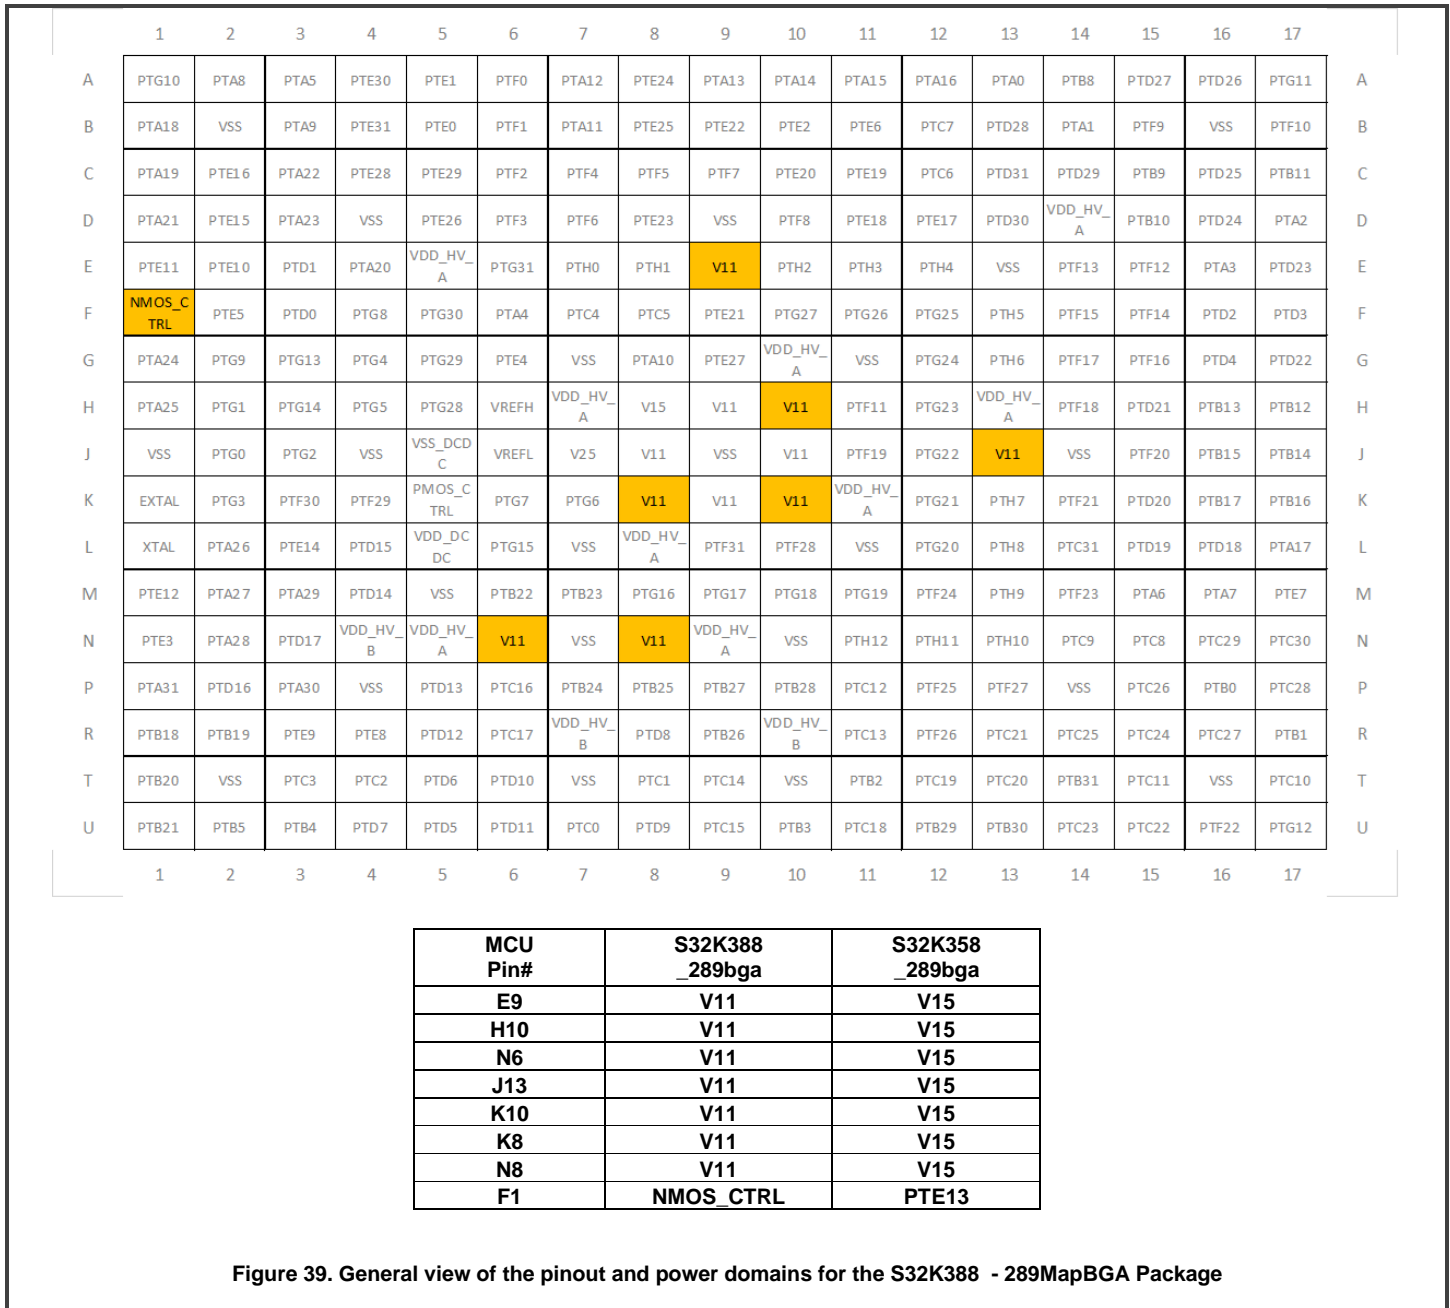 1 2 3 4 5 6 7 8 9 10 11 12 13 14 15 16 17
A PTG10 PTA8 PTA5 PTE30 PTE1 PTF0 PTA12 PTE24 PTA13 PTA14 PTA15 PTA16 PTA0 PTB8 PTD27 PTD26 PTG11 A
B PTA18 VSS PTA9 PTE31 PTE0 PTF1 PTA11 PTE25 PTE22 PTE2 PTE6 PTC7 PTD28 PTA1 PTF9 VSS PTF10 B
C PTA19 PTE16 PTA22 PTE28 PTE29 PTF2 PTF4 PTF5 PTF7 PTE20 PTE19 PTC6 PTD31 PTD29 PTB9 PTD25 PTB11 C
D PTA21 PTE15 PTA23 VSS PTE26 PTF3 PTF6 PTE23 VSS PTF8 PTE18 PTE17 PTD30 VDD_HV_A PTB10 PTD24 PTA2 D
E PTE11 PTE10 PTD1 PTA20 VDD_HV_A PTG31 PTH0 PTH1 V11 PTH2 PTH3 PTH4 VSS PTF13 PTF12 PTA3 PTD23 E
F NMOS_CTRL PTE5 PTD0 PTG8 PTG30 PTA4 PTC4 PTC5 PTE21 PTG27 PTG26 PTG25 PTH5 PTF15 PTF14 PTD2 PTD3 F
G PTA24 PTG9 PTG13 PTG4 PTG29 PTE4 VSS PTA10 PTE27 VDD_HV_A VSS PTG24 PTH6 PTF17 PTF16 PTD4 PTD22 G
H PTA25 PTG1 PTG14 PTG5 PTG28 VREFH VDD_HV_A V15 V11 V11 PTF11 PTG23 VDD_HV_A PTF18 PTD21 PTB13 PTB12 H
J VSS PTG0 PTG2 VSS VSS_DCDC VREFL V25 V11 VSS V11 PTF19 PTG22 V11 VSS PTF20 PTB15 PTB14 J
K EXTAL PTG3 PTF30 PTF29 PMOS_CTRL PTG7 PTG6 V11 V11 V11 VDD_HV_A PTG21 PTH7 PTF21 PTD20 PTB17 PTB16 K
L XTAL PTA26 PTE14 PTD15 VDD_DCDC PTG15 VSS VDD_HV_A PTF31 PTF28 VSS PTG20 PTH8 PTC31 PTD19 PTD18 PTA17 L
M PTE12 PTA27 PTA29 PTD14 VSS PTB22 PTB23 PTG16 PTG17 PTG18 PTG19 PTF24 PTH9 PTF23 PTA6 PTA7 PTE7 M
N PTE3 PTA28 PTD17 VDD_HV_B VDD_HV_A V11 VSS V11 VDD_HV_A VSS PTH12 PTH11 PTH10 PTC9 PTC8 PTC29 PTC30 N
P PTA31 PTD16 PTA30 VSS PTD13 PTC16 PTB24 PTB25 PTB27 PTB28 PTC12 PTF25 PTF27 VSS PTC26 PTB0 PTC28 P
R PTB18 PTB19 PTE9 PTE8 PTD12 PTC17 VDD_HV_B PTD8 PTB26 VDD_HV_B PTC13 PTF26 PTC21 PTC25 PTC24 PTC27 PTB1 R
T PTB20 VSS PTC3 PTC2 PTD6 PTD10 VSS PTC1 PTC14 VSS PTB2 PTC19 PTC20 PTB31 PTC11 VSS PTC10 T
U PTB21 PTB5 PTB4 PTD7 PTD5 PTD11 PTC0 PTD9 PTC15 PTB3 PTC18 PTB29 PTB30 PTC23 PTC22 PTF22 PTG12 U
1 2 3 4 5 6 7 8 9 10 11 12 13 14 15 16 17
MCU Pin# S32K388_289bga S32K358_289bga
E9 V11 V15
H10 V11 V15
N6 V11 V15
J13 V11 V15
K10 V11 V15
K8 V11 V15
N8 V11 V15
F1 NMOS_CTRL PTE13
Figure 39. General view of the pinout and power domains for the S32K388 - 289MapBGA Package